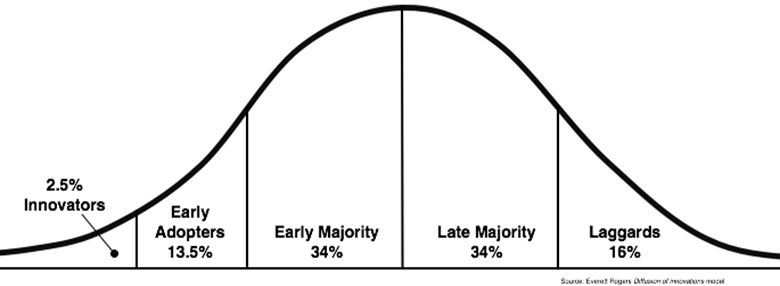 2.5%
Innovators
Early
Adopters
13.5%
Early Majority
34%
Late Majority
34%
Laggards
16%
Source: Everett Rogers Diffusion of innovations model